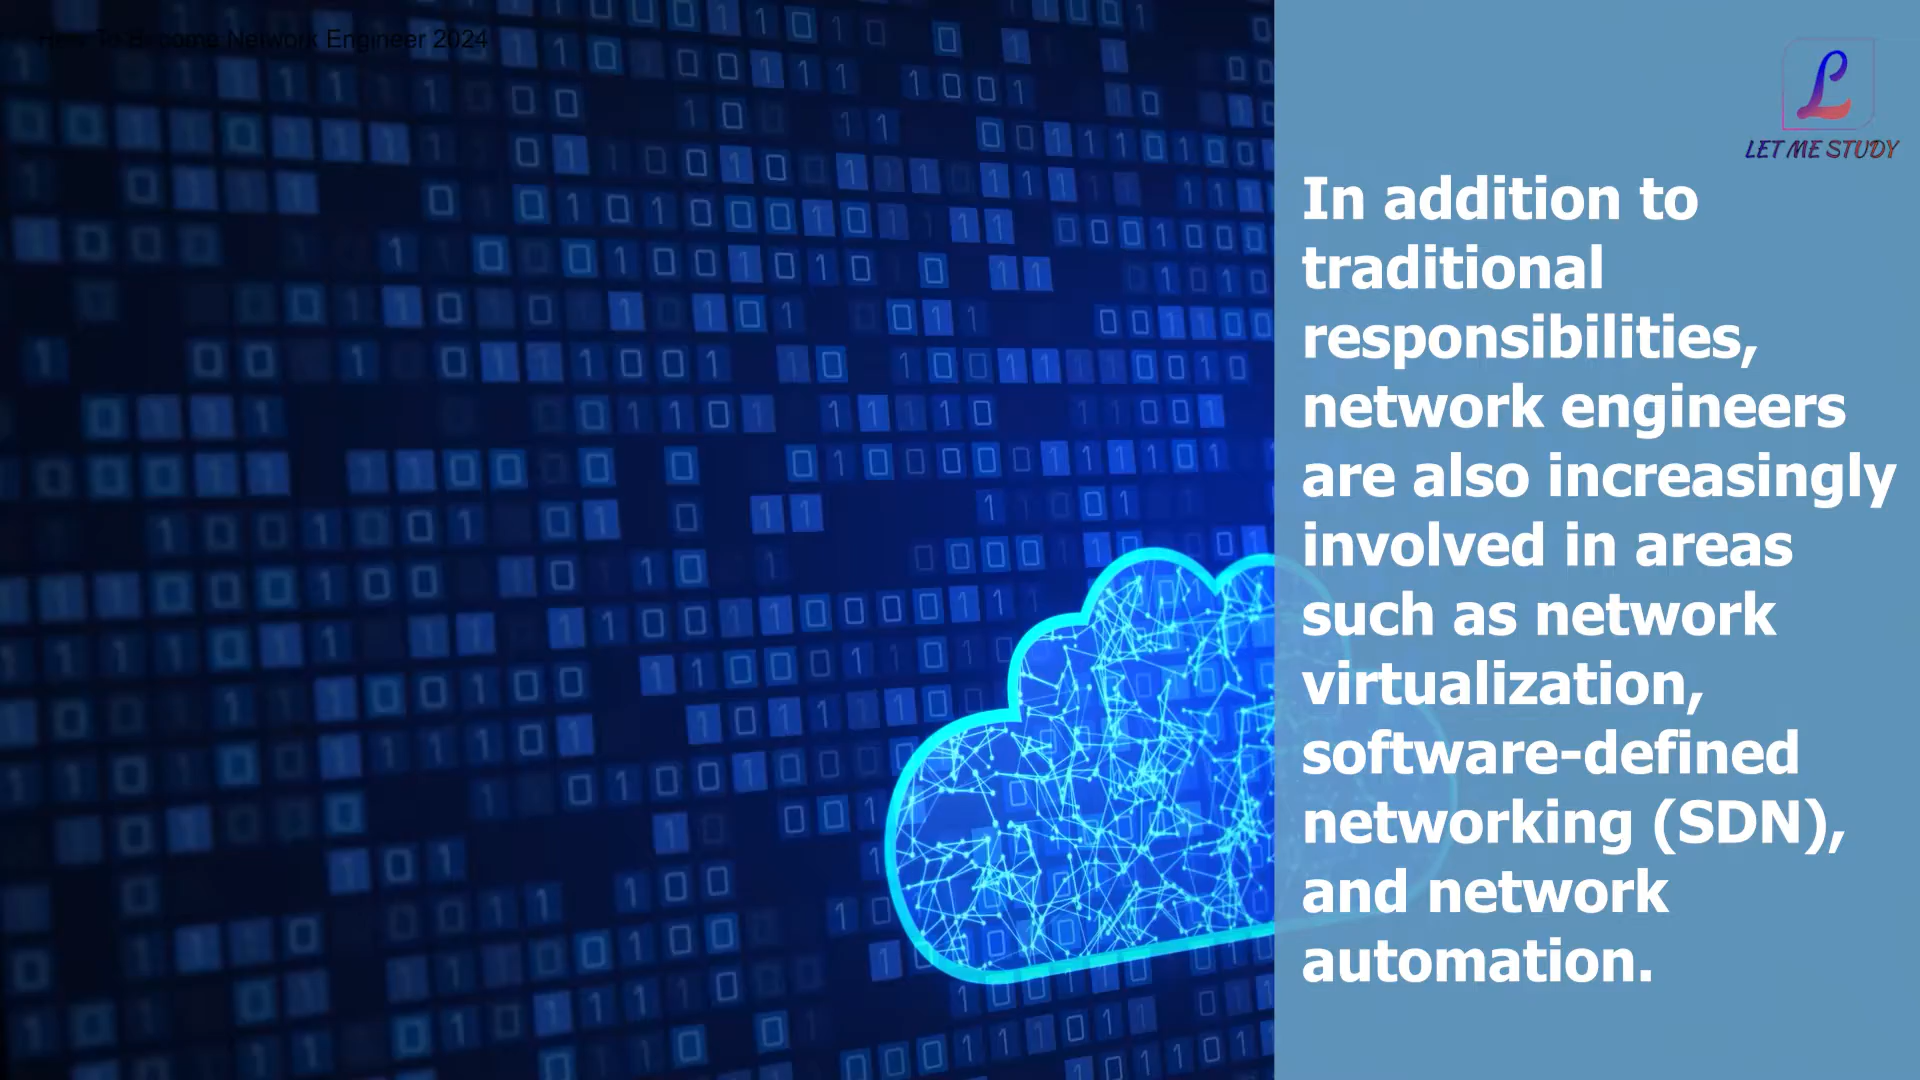 How To Become Network Engineer 2024
L
LET ME STUDY
In addition to
traditional
responsibilities,
network engineers
are also increasingly
involved in areas
such as network
virtualization,
software-defined
networking (SDN),
and network
automation.